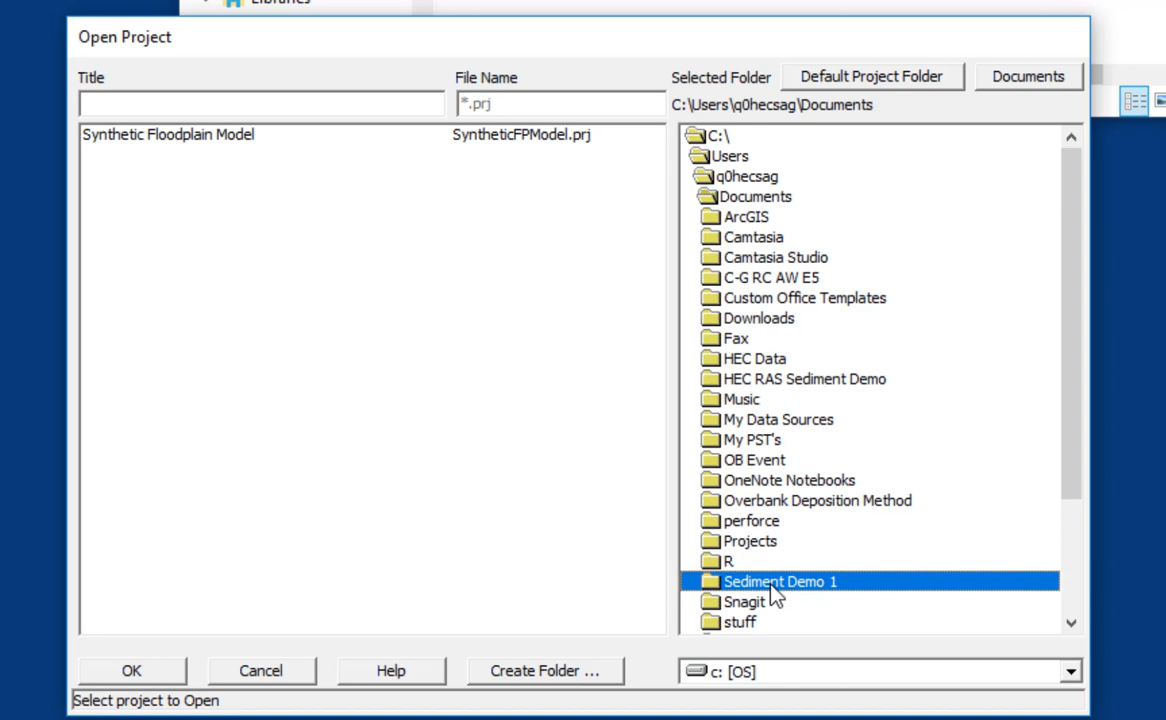 Libraries
Open Project
Title
File Name
Selected Folder
Default Project Folder
Documents
*.prj
C:\Users\q0hecsag\Documents
Synthetic Floodplain Model
SyntheticFPModel.prj
C:\
Users
q0hecsag
Documents
ArcGIS
Camtasia
Camtasia Studio
C-G RC AW E5
Custom Office Templates
Downloads
Fax
HEC Data
HEC RAS Sediment Demo
Music
My Data Sources
My PST's
OB Event
OneNote Notebooks
Overbank Deposition Method
perforce
Projects
R
Sediment Demo 1
Snagit
stuff
OK
Cancel
Help
Create Folder ...
c: [OS]
Select project to Open